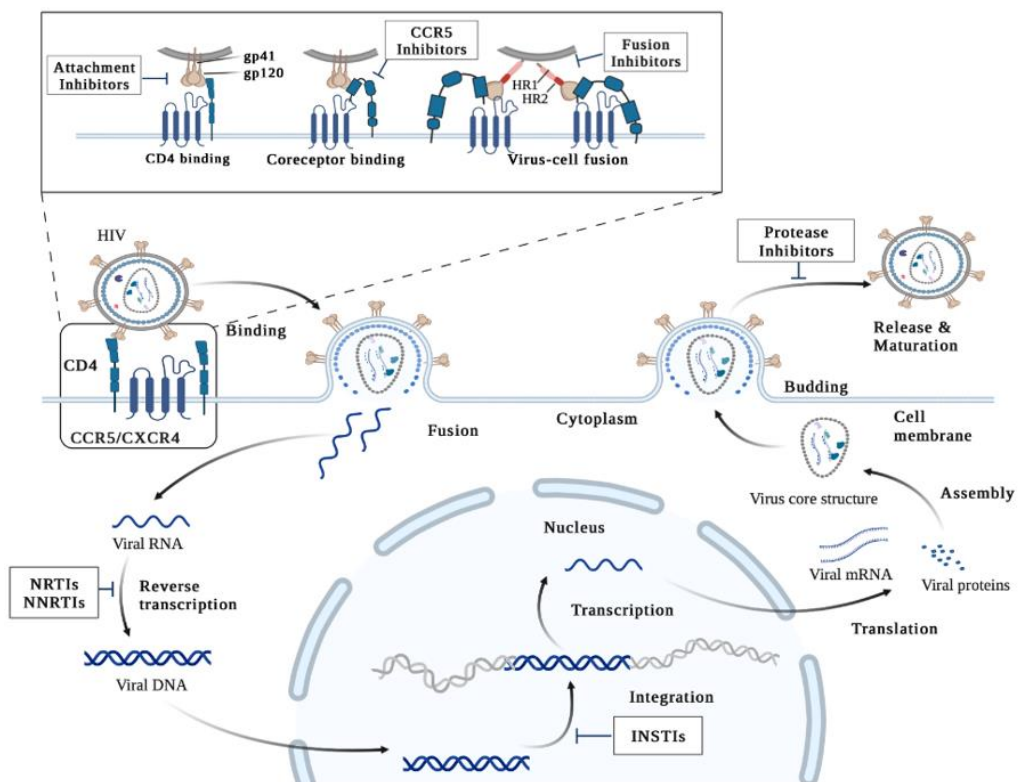 CCR5
Inhibitors
Fusion
Inhibitors
Attachment
Inhibitors
gp41
gp120
HR1
HR2
CD4 binding
Coreceptor binding
Virus-cell fusion
HIV
Binding
CD4
CCR5/CXCR4
Protease
Inhibitors
Release &
Maturation
Budding
Fusion
Cytoplasm
Cell
membrane
Virus core structure
Assembly
Viral RNA
NRTIs
NNRTIs
Reverse
transcription
Viral DNA
Nucleus
Transcription
Viral mRNA
Viral proteins
Translation
Integration
INSTIs